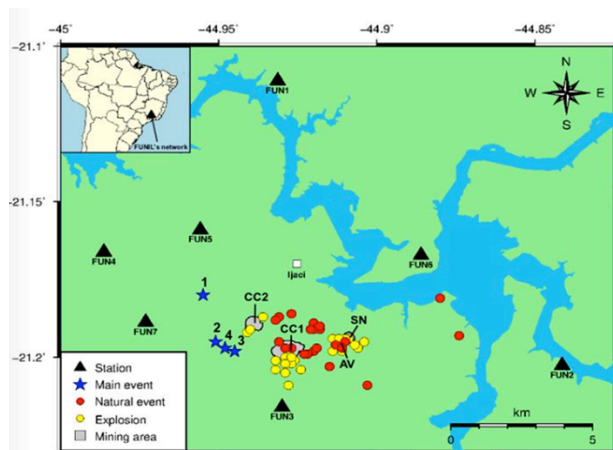 -45° -44.95° -44.9° -44.85°
-21.1°
-21.15°
-21.2°
FUNIL's network
N
W E
S
FUN1
FUN5
FUN4
FUN6
Ijaci
1
FUN7
CC2
SN
2 4 3
CC1
AV
FUN2
FUN3
Station
Main event
Natural event
Explosion
Mining area
km
0 5